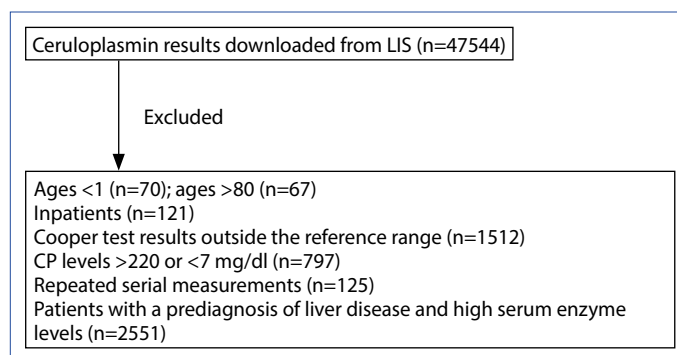 Ceruloplasmin results downloaded from LIS (n=47544)
Excluded
Ages <1 (n=70); ages >80 (n=67)
Inpatients (n=121)
Cooper test results outside the reference range (n=1512)
CP levels >220 or <7 mg/dl (n=797)
Repeated serial measurements (n=125)
Patients with a prediagnosis of liver disease and high serum enzyme
levels (n=2551)